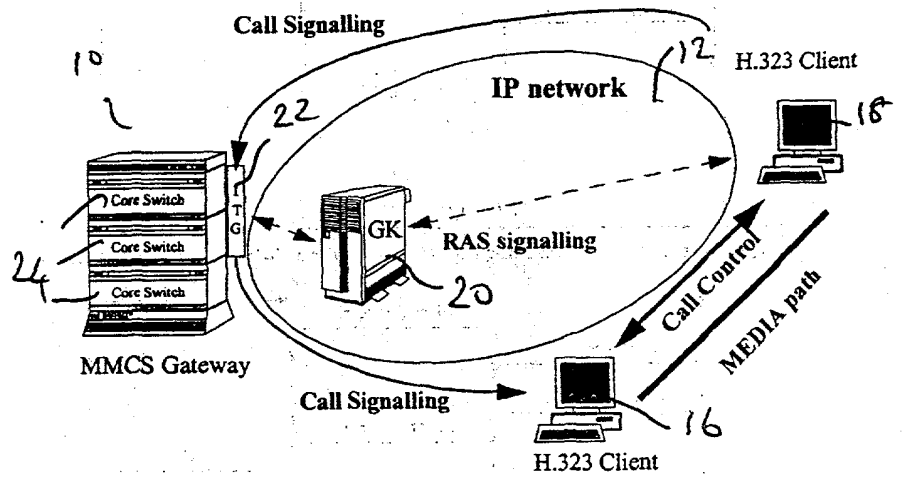 Call Signalling
10
12
H.323 Client
IP network
22
18
ITG
Core Switch
GK
RAS signalling
24
Core Switch
20
Core Switch
Call Control
MEDIA path
MMCS Gateway
Call Signalling
16
H.323 Client